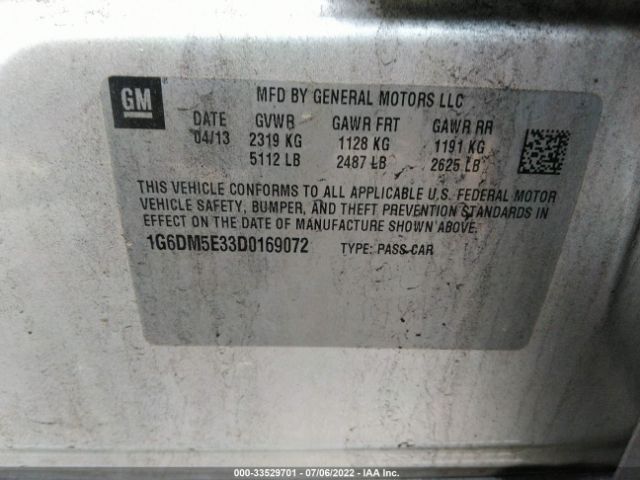 GM
MFD BY GENERAL MOTORS LLC
DATE GVWR GAWR FRT GAWR RR
04/13 2319 KG 1128 KG 1191 KG
5112 LB 2487 LB 2625 LB
THIS VEHICLE CONFORMS TO ALL APPLICABLE U.S. FEDERAL MOTOR
VEHICLE SAFETY, BUMPER, AND THEFT PREVENTION STANDARDS IN
EFFECT ON THE DATE OF MANUFACTURE SHOWN ABOVE.
1G6DM5E33D0169072 TYPE: PASS CAR
000-33529701 - 07/06/2022 - IAA Inc.